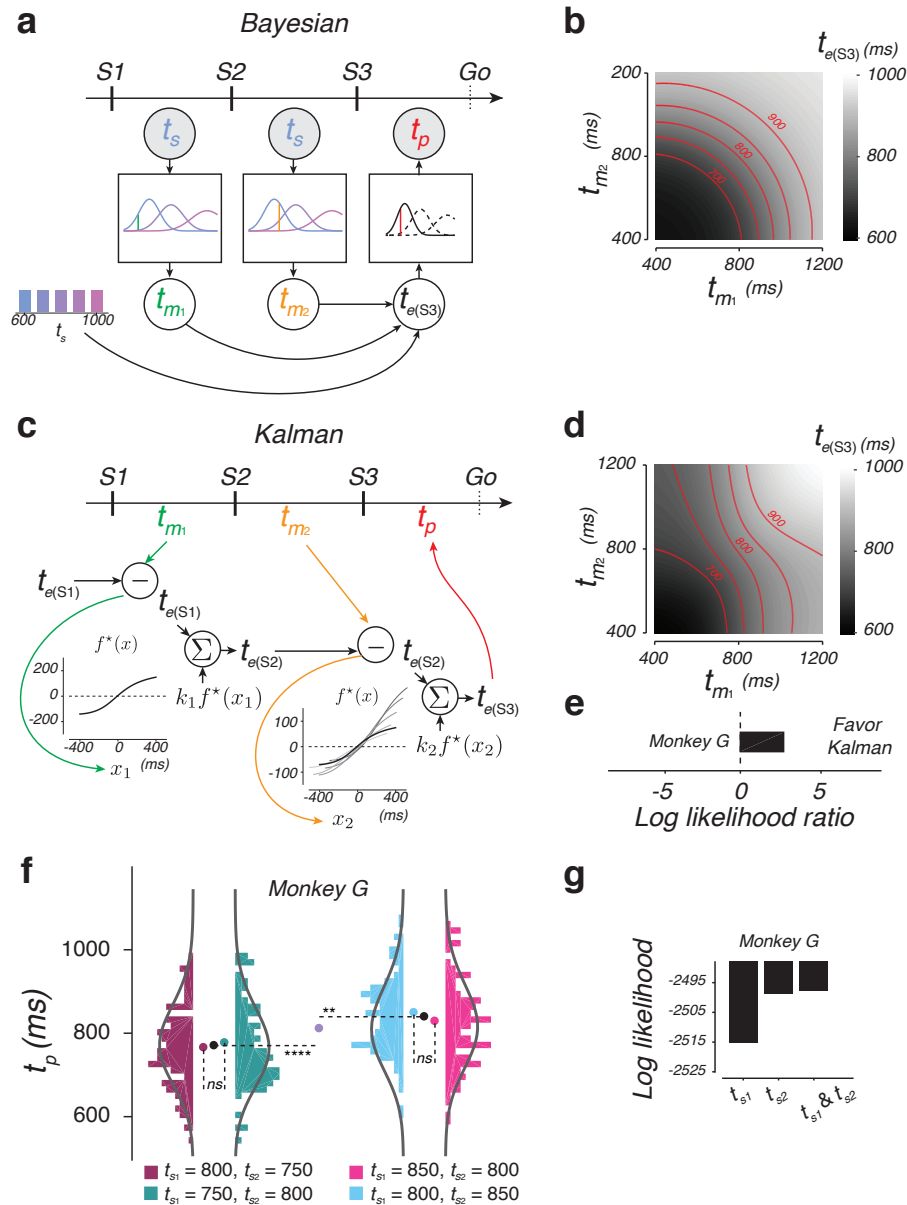 a
Bayesian
S1 S2 S3 Go
t_s t_s t_p
t_m1 t_m2 t_e(S3)
600 1000
t_s
b
t_e(S3) (ms)
1000
800
600
200
800
400
t_m2 (ms)
900
800
700
400 800 1200
t_m1 (ms)
c
Kalman
S1 S2 S3 Go
t_m1 t_m2 t_p
t_e(S1) −
t_e(S1)
Σ t_e(S2) −
t_e(S2)
Σ t_e(S3)
f*(x)
200
0
-200
-400 0 400
(ms)
x_1
k_1 f*(x_1)
f*(x)
100
0
-100
-400 0 400
(ms)
x_2
k_2 f*(x_2)
d
t_e(S3) (ms)
1000
800
600
1200
800
400
t_m2 (ms)
900
800
700
400 800 1200
t_m1 (ms)
e
Monkey G
Favor
Kalman
-5 0 5
Log likelihood ratio
f
Monkey G
1000
800
600
t_p (ms)
ns
****
**
ns
t_s1 = 800, t_s2 = 750
t_s1 = 750, t_s2 = 800
t_s1 = 850, t_s2 = 800
t_s1 = 800, t_s2 = 850
g
Monkey G
Log likelihood
-2495
-2505
-2515
-2525
t_s1 t_s2 t_s1 & t_s2